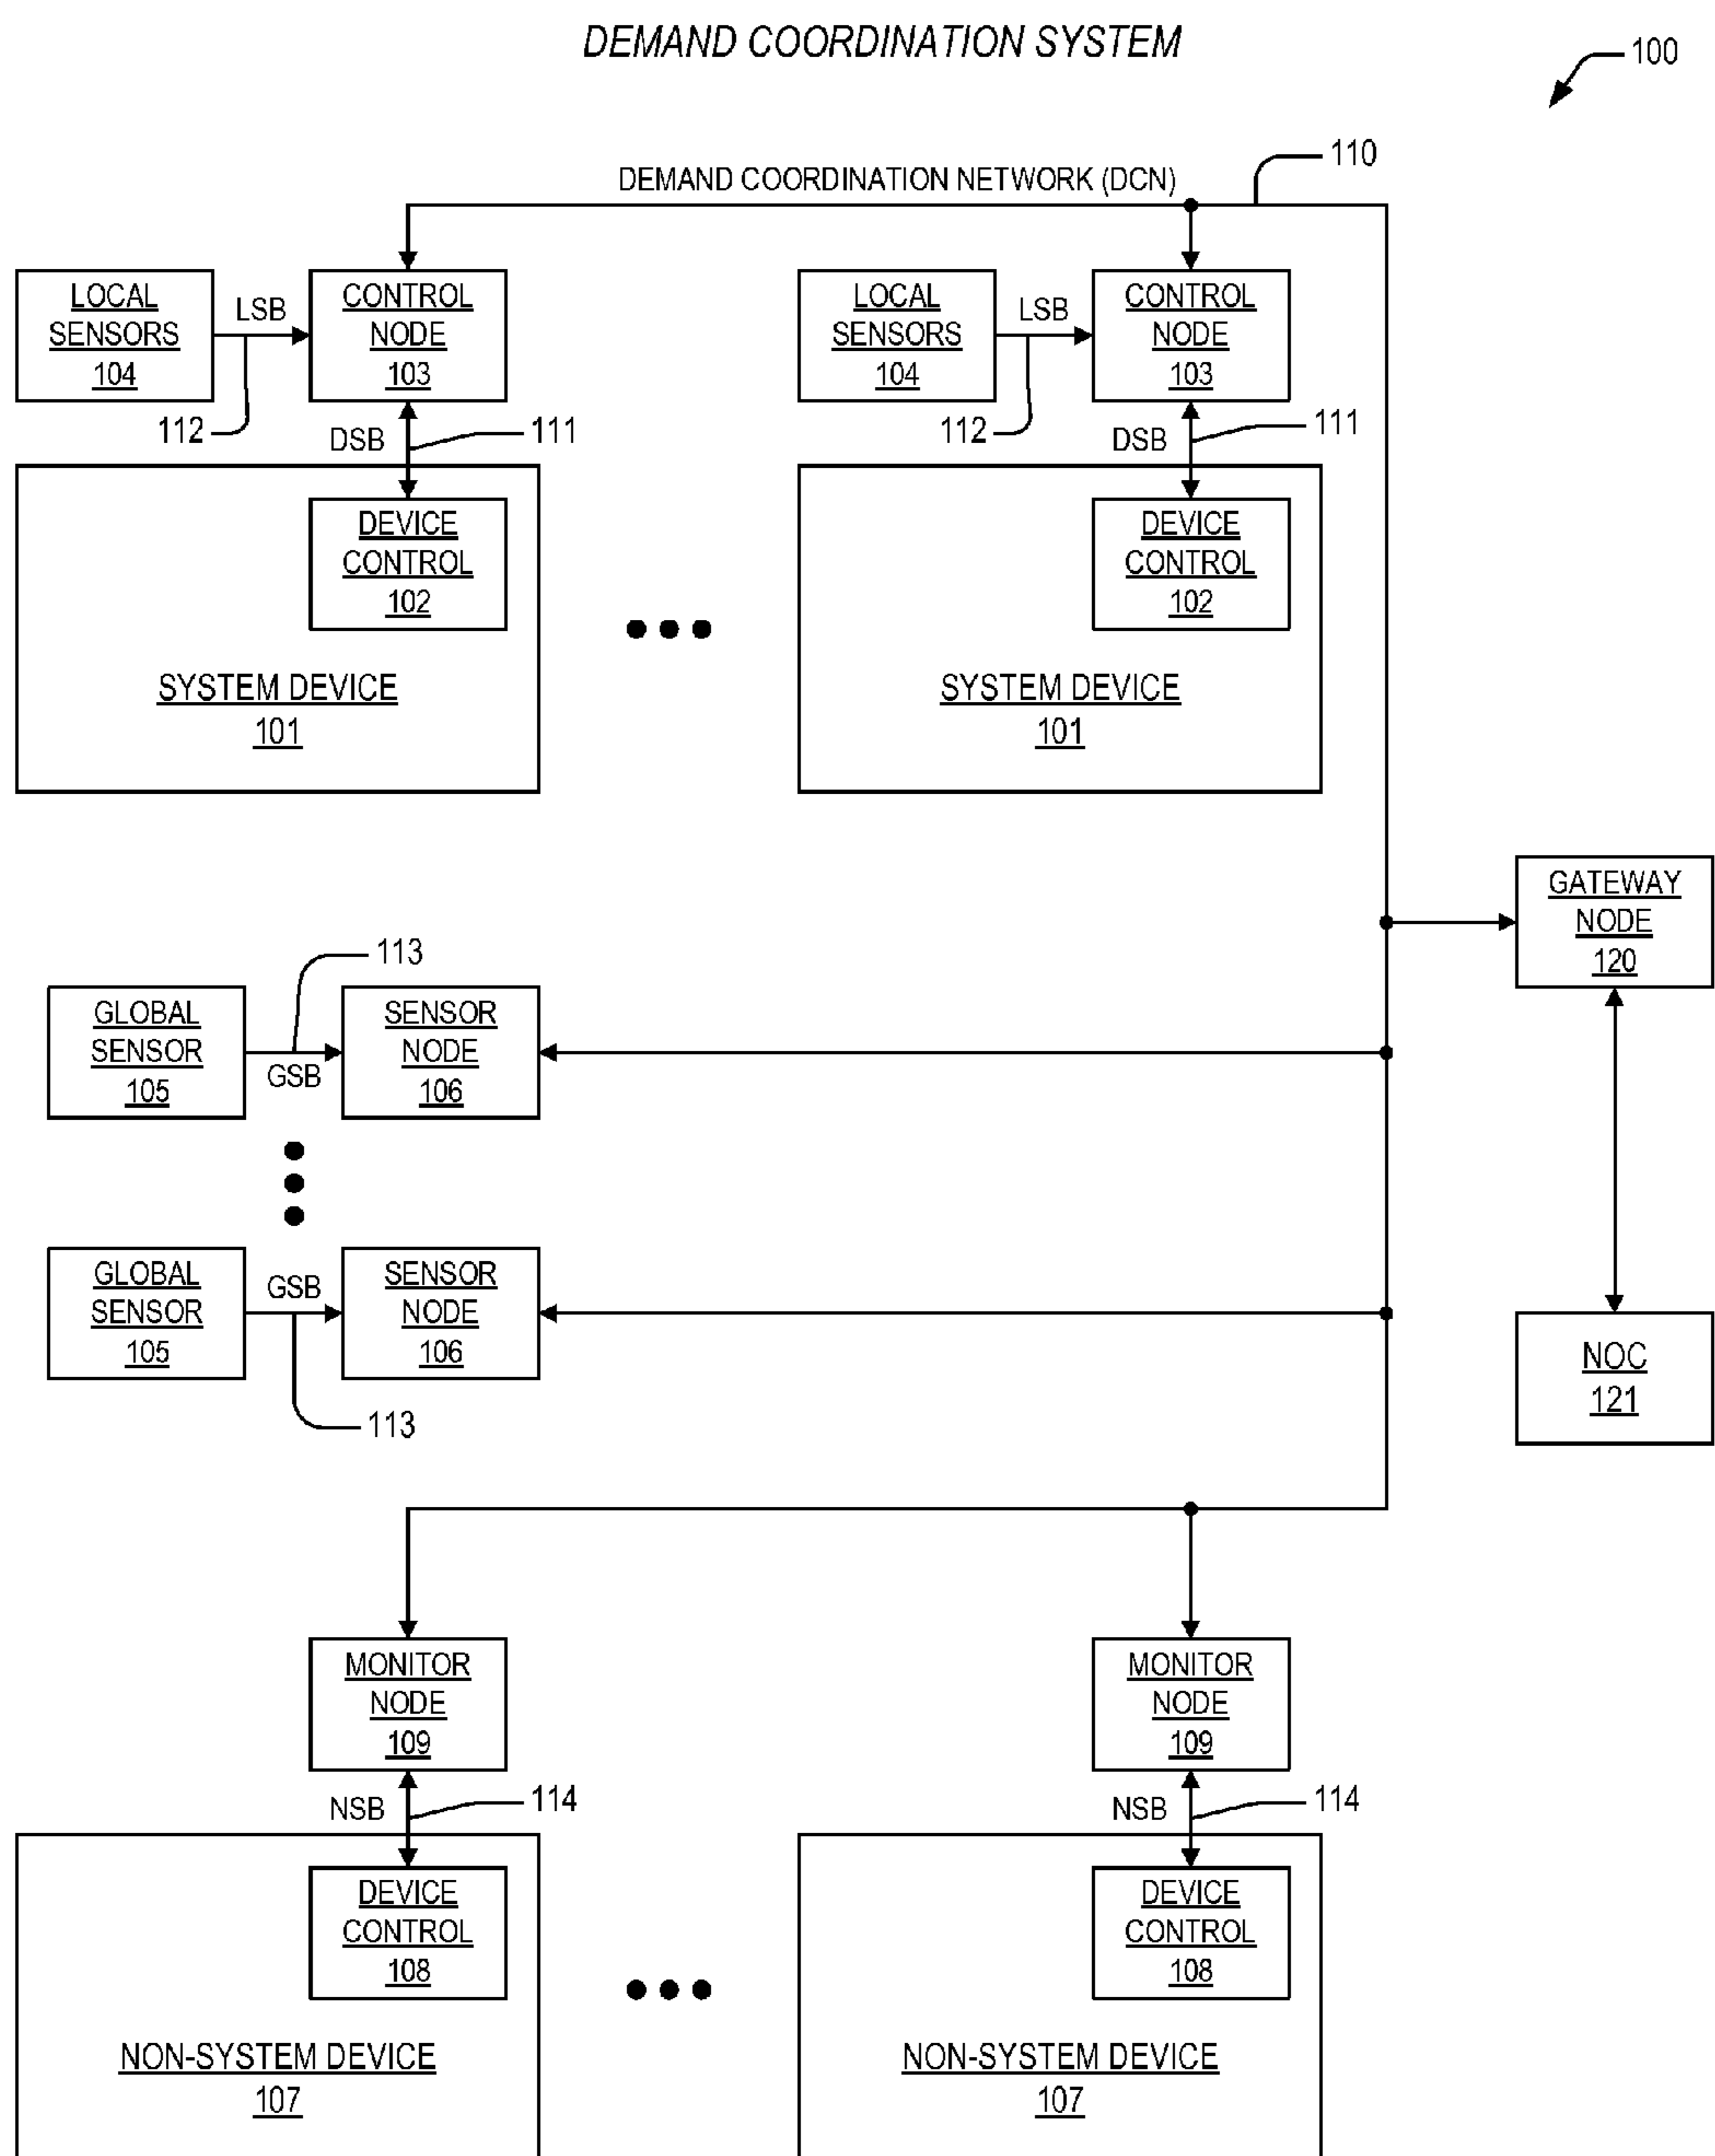 DEMAND COORDINATION SYSTEM
100
110
DEMAND COORDINATION NETWORK (DCN)
LOCAL
SENSORS
104
LSB
CONTROL
NODE
103
LOCAL
SENSORS
104
LSB
CONTROL
NODE
103
112
DSB
111
112
DSB
111
DEVICE
CONTROL
102
DEVICE
CONTROL
102
SYSTEM DEVICE
101
SYSTEM DEVICE
101
GATEWAY
NODE
120
113
GLOBAL
SENSOR
105
GSB
SENSOR
NODE
106
GLOBAL
SENSOR
105
GSB
SENSOR
NODE
106
113
NOC
121
MONITOR
NODE
109
MONITOR
NODE
109
NSB
114
NSB
114
DEVICE
CONTROL
108
DEVICE
CONTROL
108
NON-SYSTEM DEVICE
107
NON-SYSTEM DEVICE
107